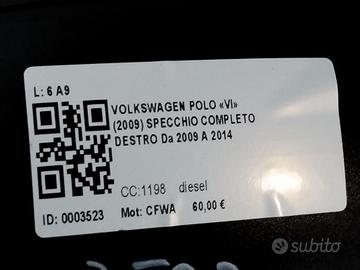 L: 6 A9
VOLKSWAGEN POLO «VI»
(2009) SPECCHIO COMPLETO
DESTRO Da 2009 A 2014
CC:1198 diesel
ID: 0003523 Mot: CFWA 60,00 €
subito